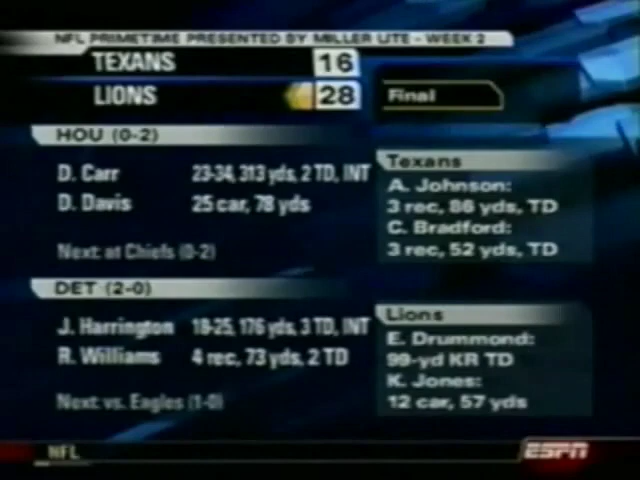 NFL PRIMETIME PRESENTED BY MILLER LITE - WEEK 2
TEXANS 16
LIONS 28
Final
HOU (0-2)
D. Carr 23-34, 313 yds, 2 TD, INT
D. Davis 25 car, 78 yds
Next: at Chiefs (0-2)
Texans
A. Johnson:
3 rec, 86 yds, TD
C. Bradford:
3 rec, 52 yds, TD
DET (2-0)
J. Harrington 18-25, 176 yds, 3 TD, INT
R. Williams 4 rec, 73 yds, 2 TD
Next: vs. Eagles (1-0)
Lions
E. Drummond:
99-yd KR TD
K. Jones:
12 car, 57 yds
NFL
ESPN